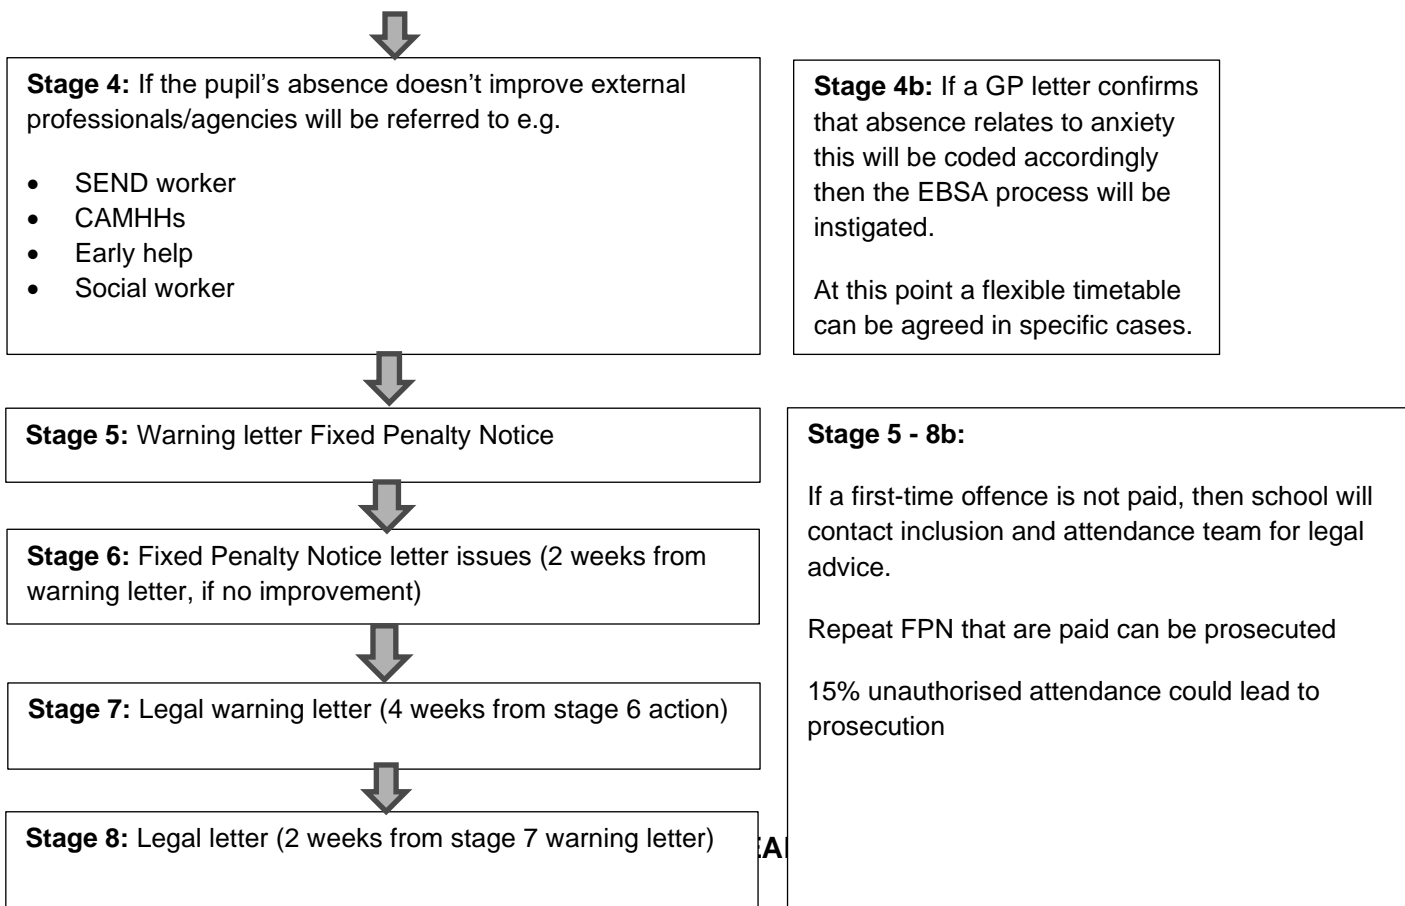 Stage 4: If the pupil’s absence doesn’t improve external
professionals/agencies will be referred to e.g.
• SEND worker
• CAMHHs
• Early help
• Social worker
Stage 4b: If a GP letter confirms
that absence relates to anxiety
this will be coded accordingly
then the EBSA process will be
instigated.
At this point a flexible timetable
can be agreed in specific cases.
Stage 5: Warning letter Fixed Penalty Notice
Stage 6: Fixed Penalty Notice letter issues (2 weeks from
warning letter, if no improvement)
Stage 7: Legal warning letter (4 weeks from stage 6 action)
Stage 8: Legal letter (2 weeks from stage 7 warning letter)
Stage 5 - 8b:
If a first-time offence is not paid, then school will
contact inclusion and attendance team for legal
advice.
Repeat FPN that are paid can be prosecuted
15% unauthorised attendance could lead to
prosecution